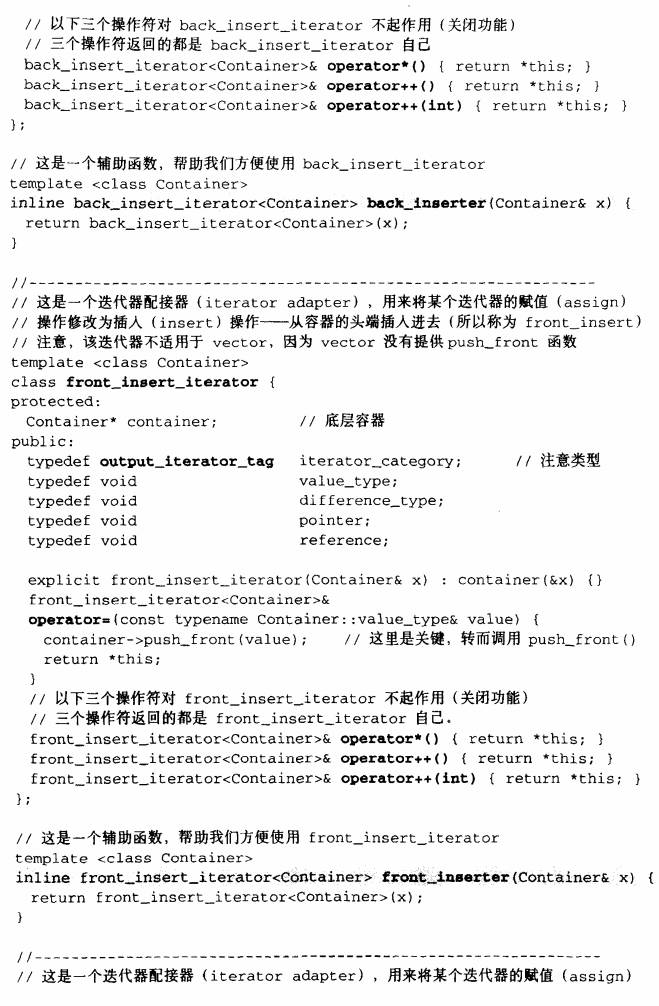 // 以下三个操作符对 back_insert_iterator 不起作用（关闭功能）
// 三个操作符返回的都是 back_insert_iterator 自己
back_insert_iterator<Container>& operator*() { return *this; }
back_insert_iterator<Container>& operator++() { return *this; }
back_insert_iterator<Container>& operator++(int) { return *this; }
};
// 这是一个辅助函数，帮助我们方便使用 back_insert_iterator
template <class Container>
inline back_insert_iterator<Container> back_inserter(Container& x) {
return back_insert_iterator<Container>(x);
}
//--------------------------------------------------------------
// 这是一个迭代器配接器（iterator adapter），用来将某个迭代器的赋值（assign）
// 操作修改为插入（insert）操作——从容器的头端插入进去（所以称为 front_insert）
// 注意，该迭代器不适用于 vector，因为 vector 没有提供 push_front 函数
template <class Container>
class front_insert_iterator {
protected:
Container* container; // 底层容器
public:
typedef output_iterator_tag iterator_category; // 注意类型
typedef void value_type;
typedef void difference_type;
typedef void pointer;
typedef void reference;
explicit front_insert_iterator(Container& x) : container(&x) {}
front_insert_iterator<Container>&
operator=(const typename Container::value_type& value) {
container->push_front(value); // 这里是关键，转而调用 push_front()
return *this;
}
// 以下三个操作符对 front_insert_iterator 不起作用（关闭功能）
// 三个操作符返回的都是 front_insert_iterator 自己。
front_insert_iterator<Container>& operator*() { return *this; }
front_insert_iterator<Container>& operator++() { return *this; }
front_insert_iterator<Container>& operator++(int) { return *this; }
};
// 这是一个辅助函数，帮助我们方便使用 front_insert_iterator
template <class Container>
inline front_insert_iterator<Container> front_inserter(Container& x) {
return front_insert_iterator<Container>(x);
}
//--------------------------------------------------------------
// 这是一个迭代器配接器（iterator adapter），用来将某个迭代器的赋值（assign）